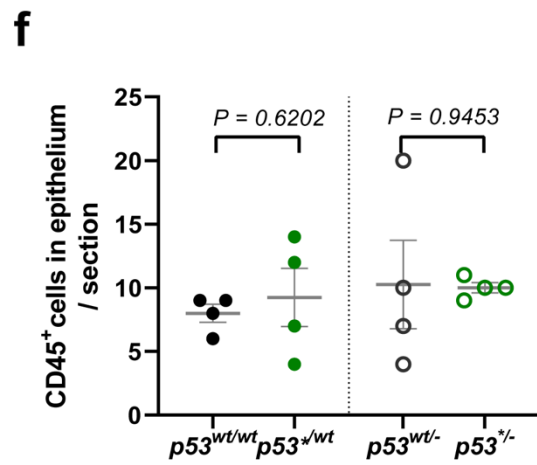 f
CD45⁺ cells in epithelium
/ section
25
20
15
10
5
0
P = 0.6202
P = 0.9453
p53ʷᵗ/ʷᵗ p53*/ʷᵗ p53ʷᵗ/⁻ p53*/⁻